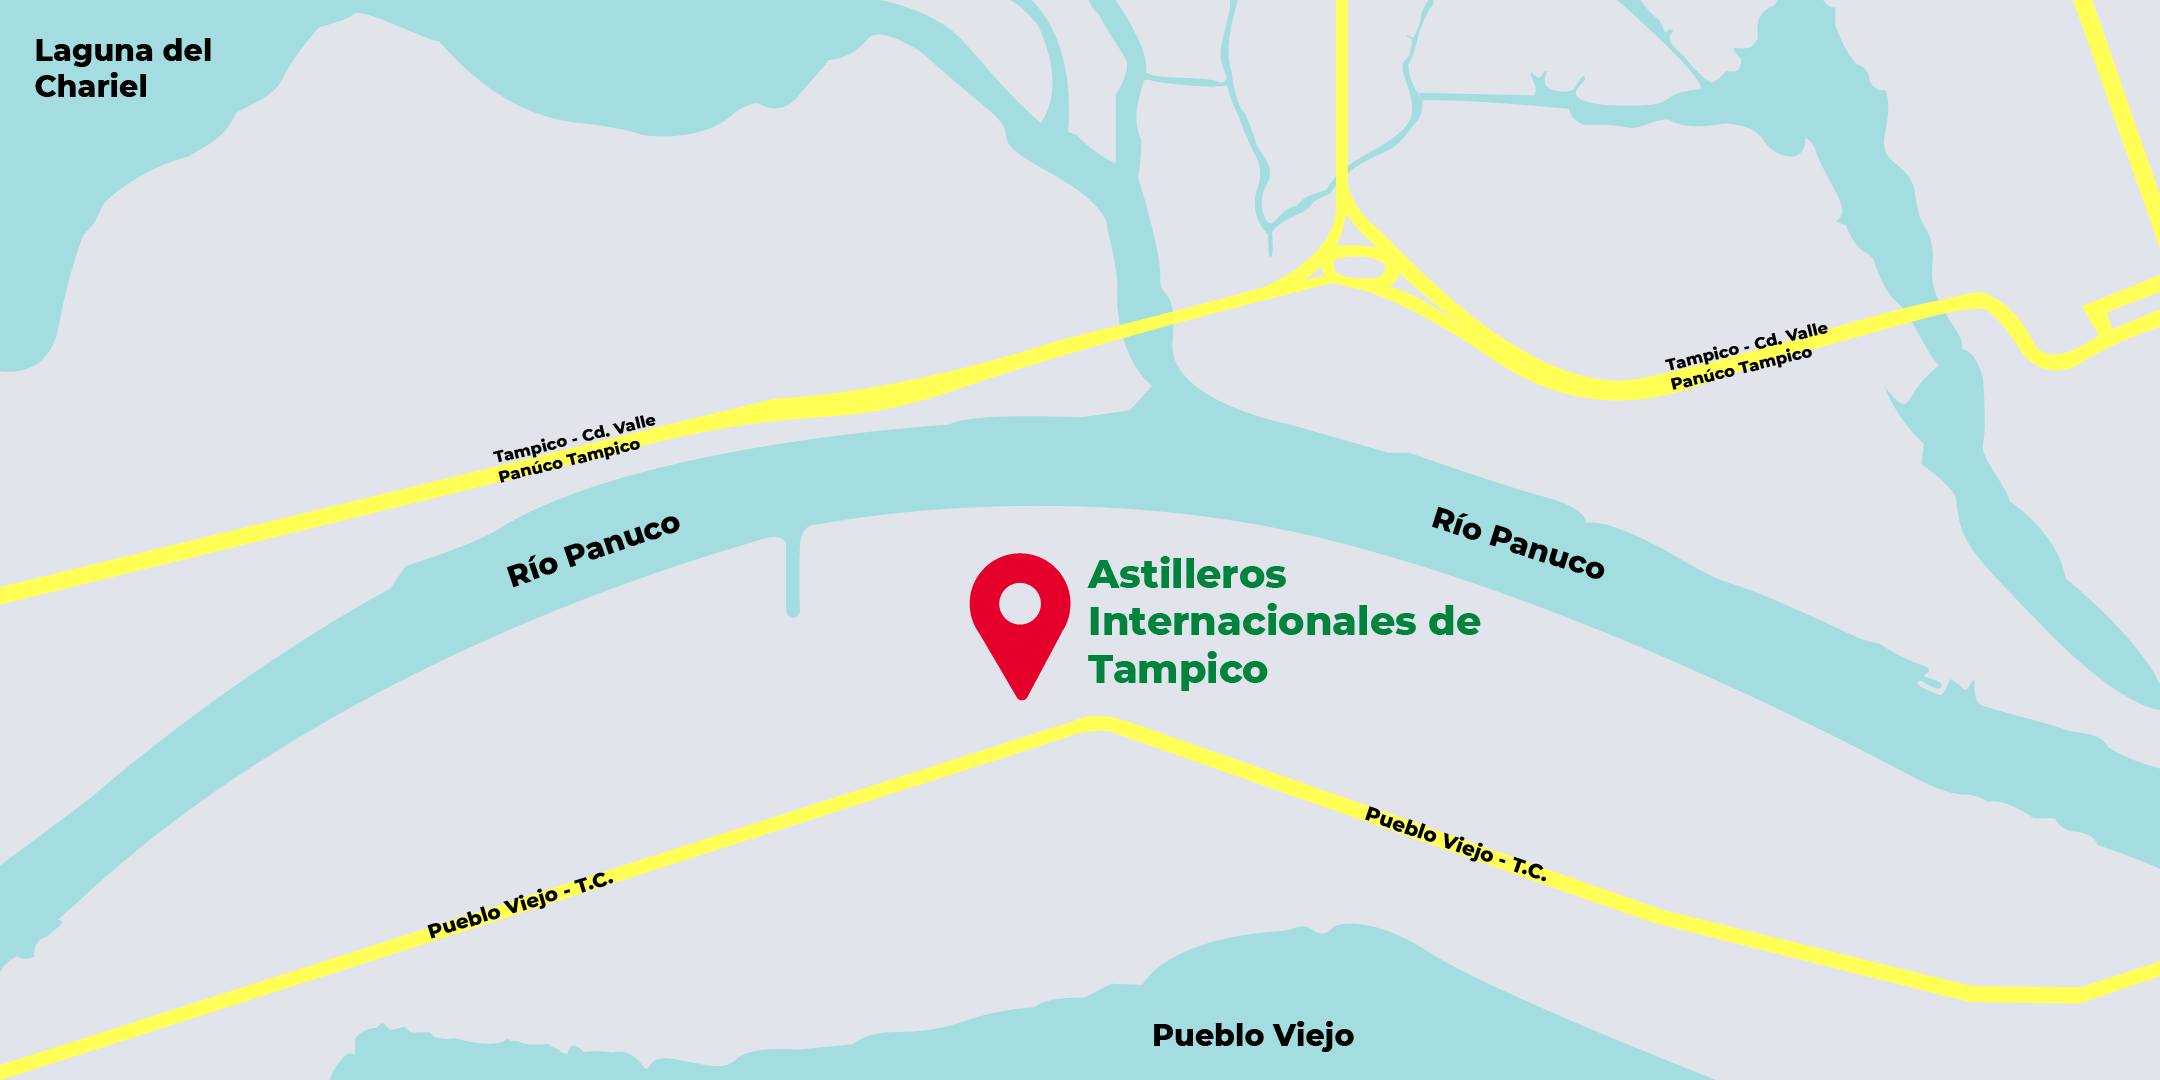 Laguna del
Chariel
Tampico - Cd. Valle
Panúco Tampico
Tampico - Cd. Valle
Panúco Tampico
Río Panuco
Río Panuco
Astilleros
Internacionales de
Tampico
Pueblo Viejo - T.C.
Pueblo Viejo - T.C.
Pueblo Viejo